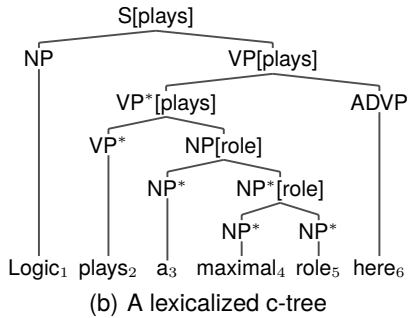 S[plays]
NP VP[plays]
VP*[plays] ADVP
VP* NP[role]
NP* NP*[role]
NP* NP*
Logic₁ plays₂ a₃ maximal₄ role₅ here₆
(b) A lexicalized c-tree